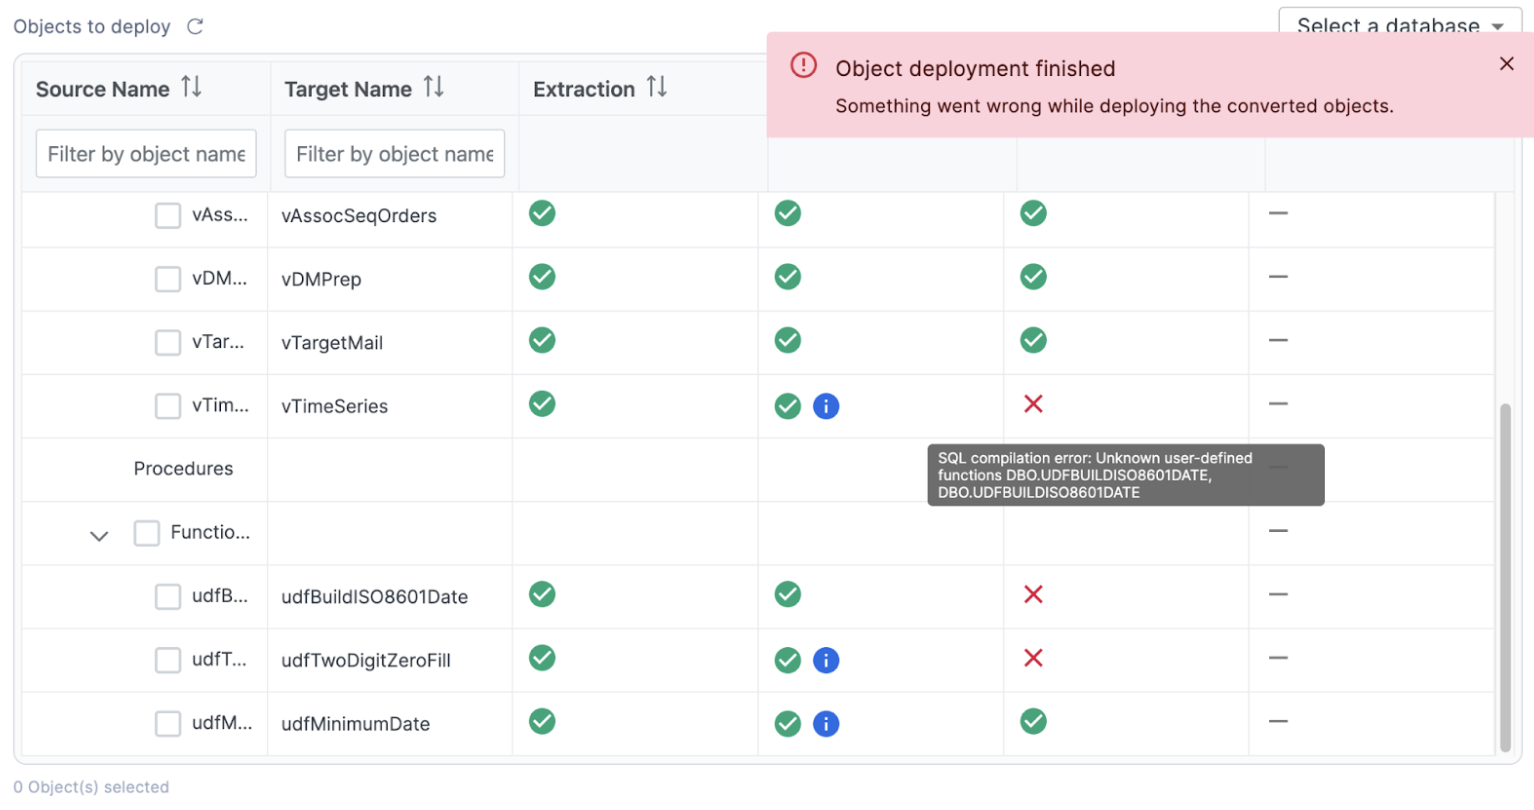 Objects to deploy
Select a database
Object deployment finished
Something went wrong while deploying the converted objects.
Source Name
Target Name
Extraction
Filter by object name
Filter by object name
vAss...
vAssocSeqOrders
vDM...
vDMPrep
vTar...
vTargetMail
vTim...
vTimeSeries
Procedures
SQL compilation error: Unknown user-defined
functions DBO.UDFBUILDISO8601DATE,
DBO.UDFBUILDISO8601DATE
Functio...
udfB...
udfBuildISO8601Date
udfT...
udfTwoDigitZeroFill
udfM...
udfMinimumDate
0 Object(s) selected